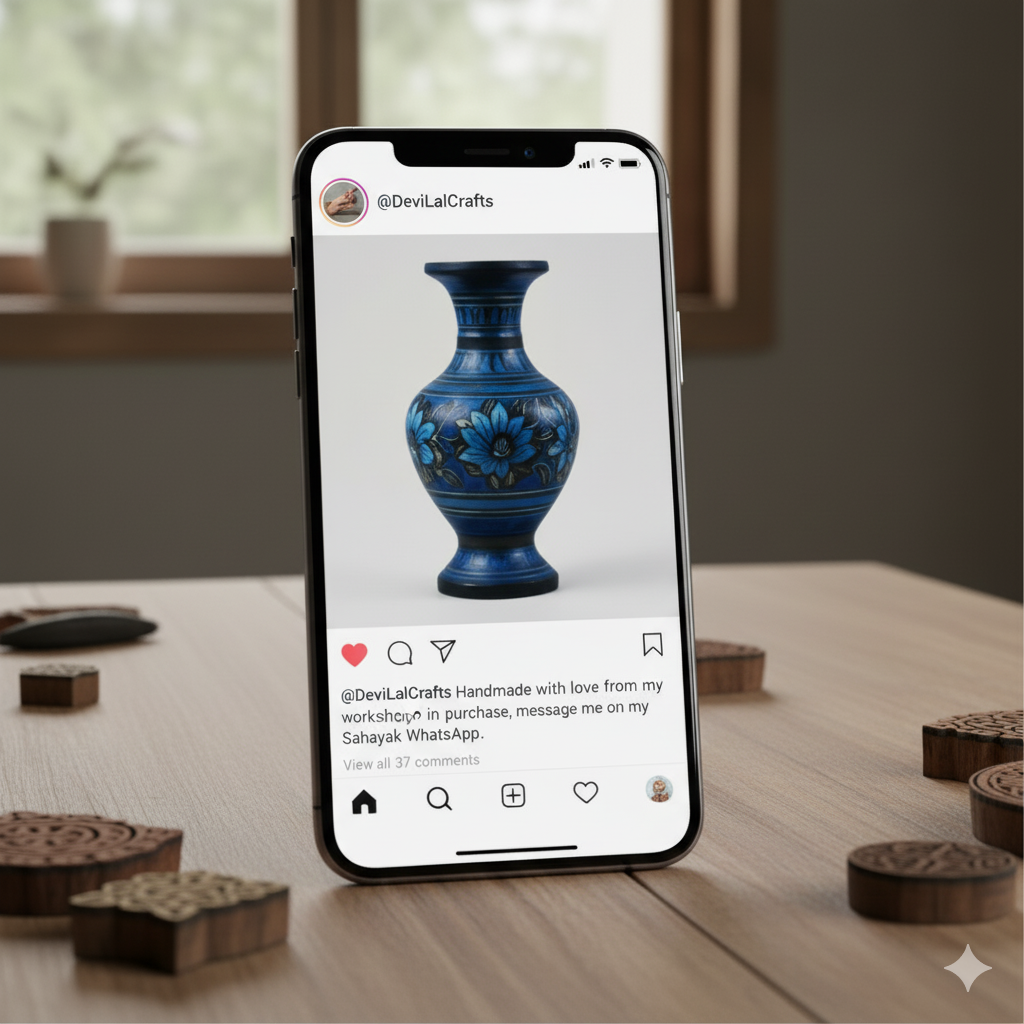 @DeviLalCrafts
@DeviLalCrafts Handmade with love from my
in purchase, message me on my
Sahayak WhatsApp.
View all 37 comments